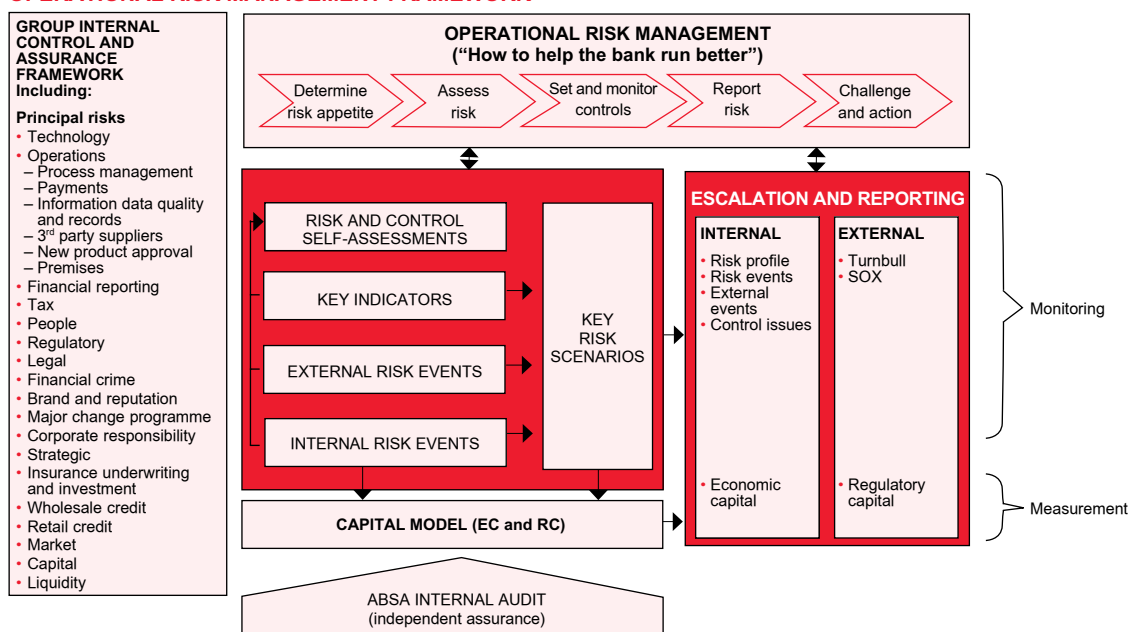 GROUP INTERNAL
CONTROL AND
ASSURANCE
FRAMEWORK
Including:
Principal risks
• Technology
• Operations
– Process management
– Payments
– Information data quality
and records
– 3rd party suppliers
– New product approval
– Premises
• Financial reporting
• Tax
• People
• Regulatory
• Legal
• Financial crime
• Brand and reputation
• Major change programme
• Corporate responsibility
• Strategic
• Insurance underwriting
and investment
• Wholesale credit
• Retail credit
• Market
• Capital
• Liquidity
OPERATIONAL RISK MANAGEMENT
(“How to help the bank run better”)
Determine
risk appetite
Assess
risk
Set and monitor
controls
Report
risk
Challenge
and action
RISK AND CONTROL
SELF-ASSESSMENTS
KEY INDICATORS
EXTERNAL RISK EVENTS
INTERNAL RISK EVENTS
KEY
RISK
SCENARIOS
CAPITAL MODEL (EC and RC)
ABSA INTERNAL AUDIT
(independent assurance)
ESCALATION AND REPORTING
INTERNAL
• Risk profile
• Risk events
• External
events
• Control issues
• Economic
capital
EXTERNAL
• Turnbull
• SOX
• Regulatory
capital
Monitoring
Measurement